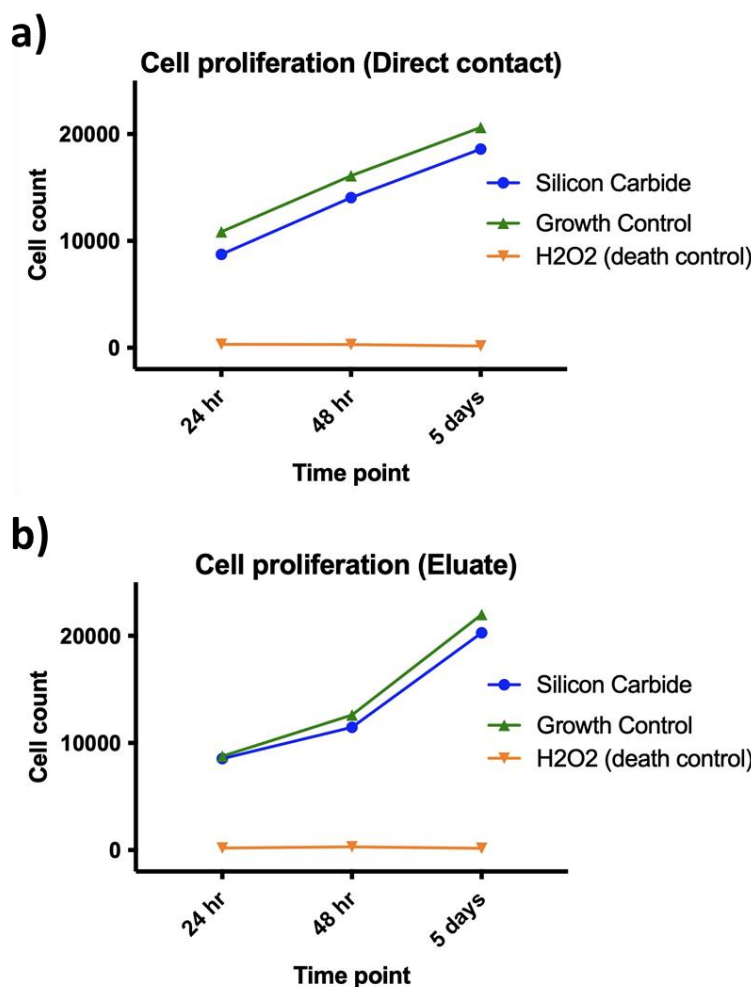 a)
Cell proliferation (Direct contact)
20000
10000
0
Cell count
24 hr
48 hr
5 days
Time point
Silicon Carbide
Growth Control
H2O2 (death control)
b)
Cell proliferation (Eluate)
20000
10000
0
Cell count
24 hr
48 hr
5 days
Time point
Silicon Carbide
Growth Control
H2O2 (death control)